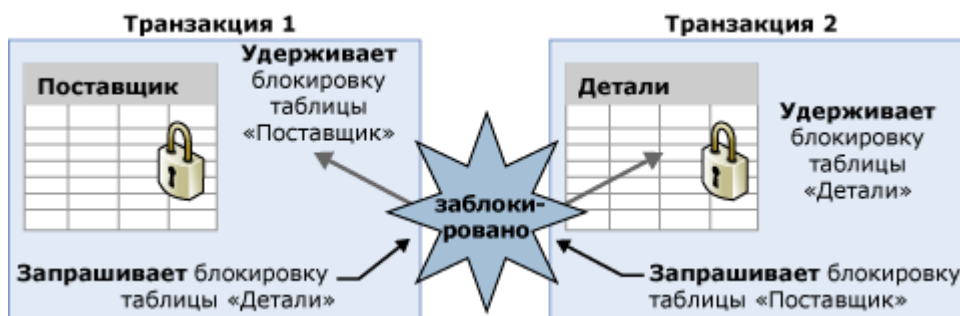 Транзакция 1
Поставщик
Удерживает
блокировку
таблицы
«Поставщик»
Запрашивает блокировку
таблицы «Детали»
заблоки-
ровано
Транзакция 2
Детали
Удерживает
блокировку
таблицы
«Детали»
Запрашивает блокировку
таблицы «Поставщик»